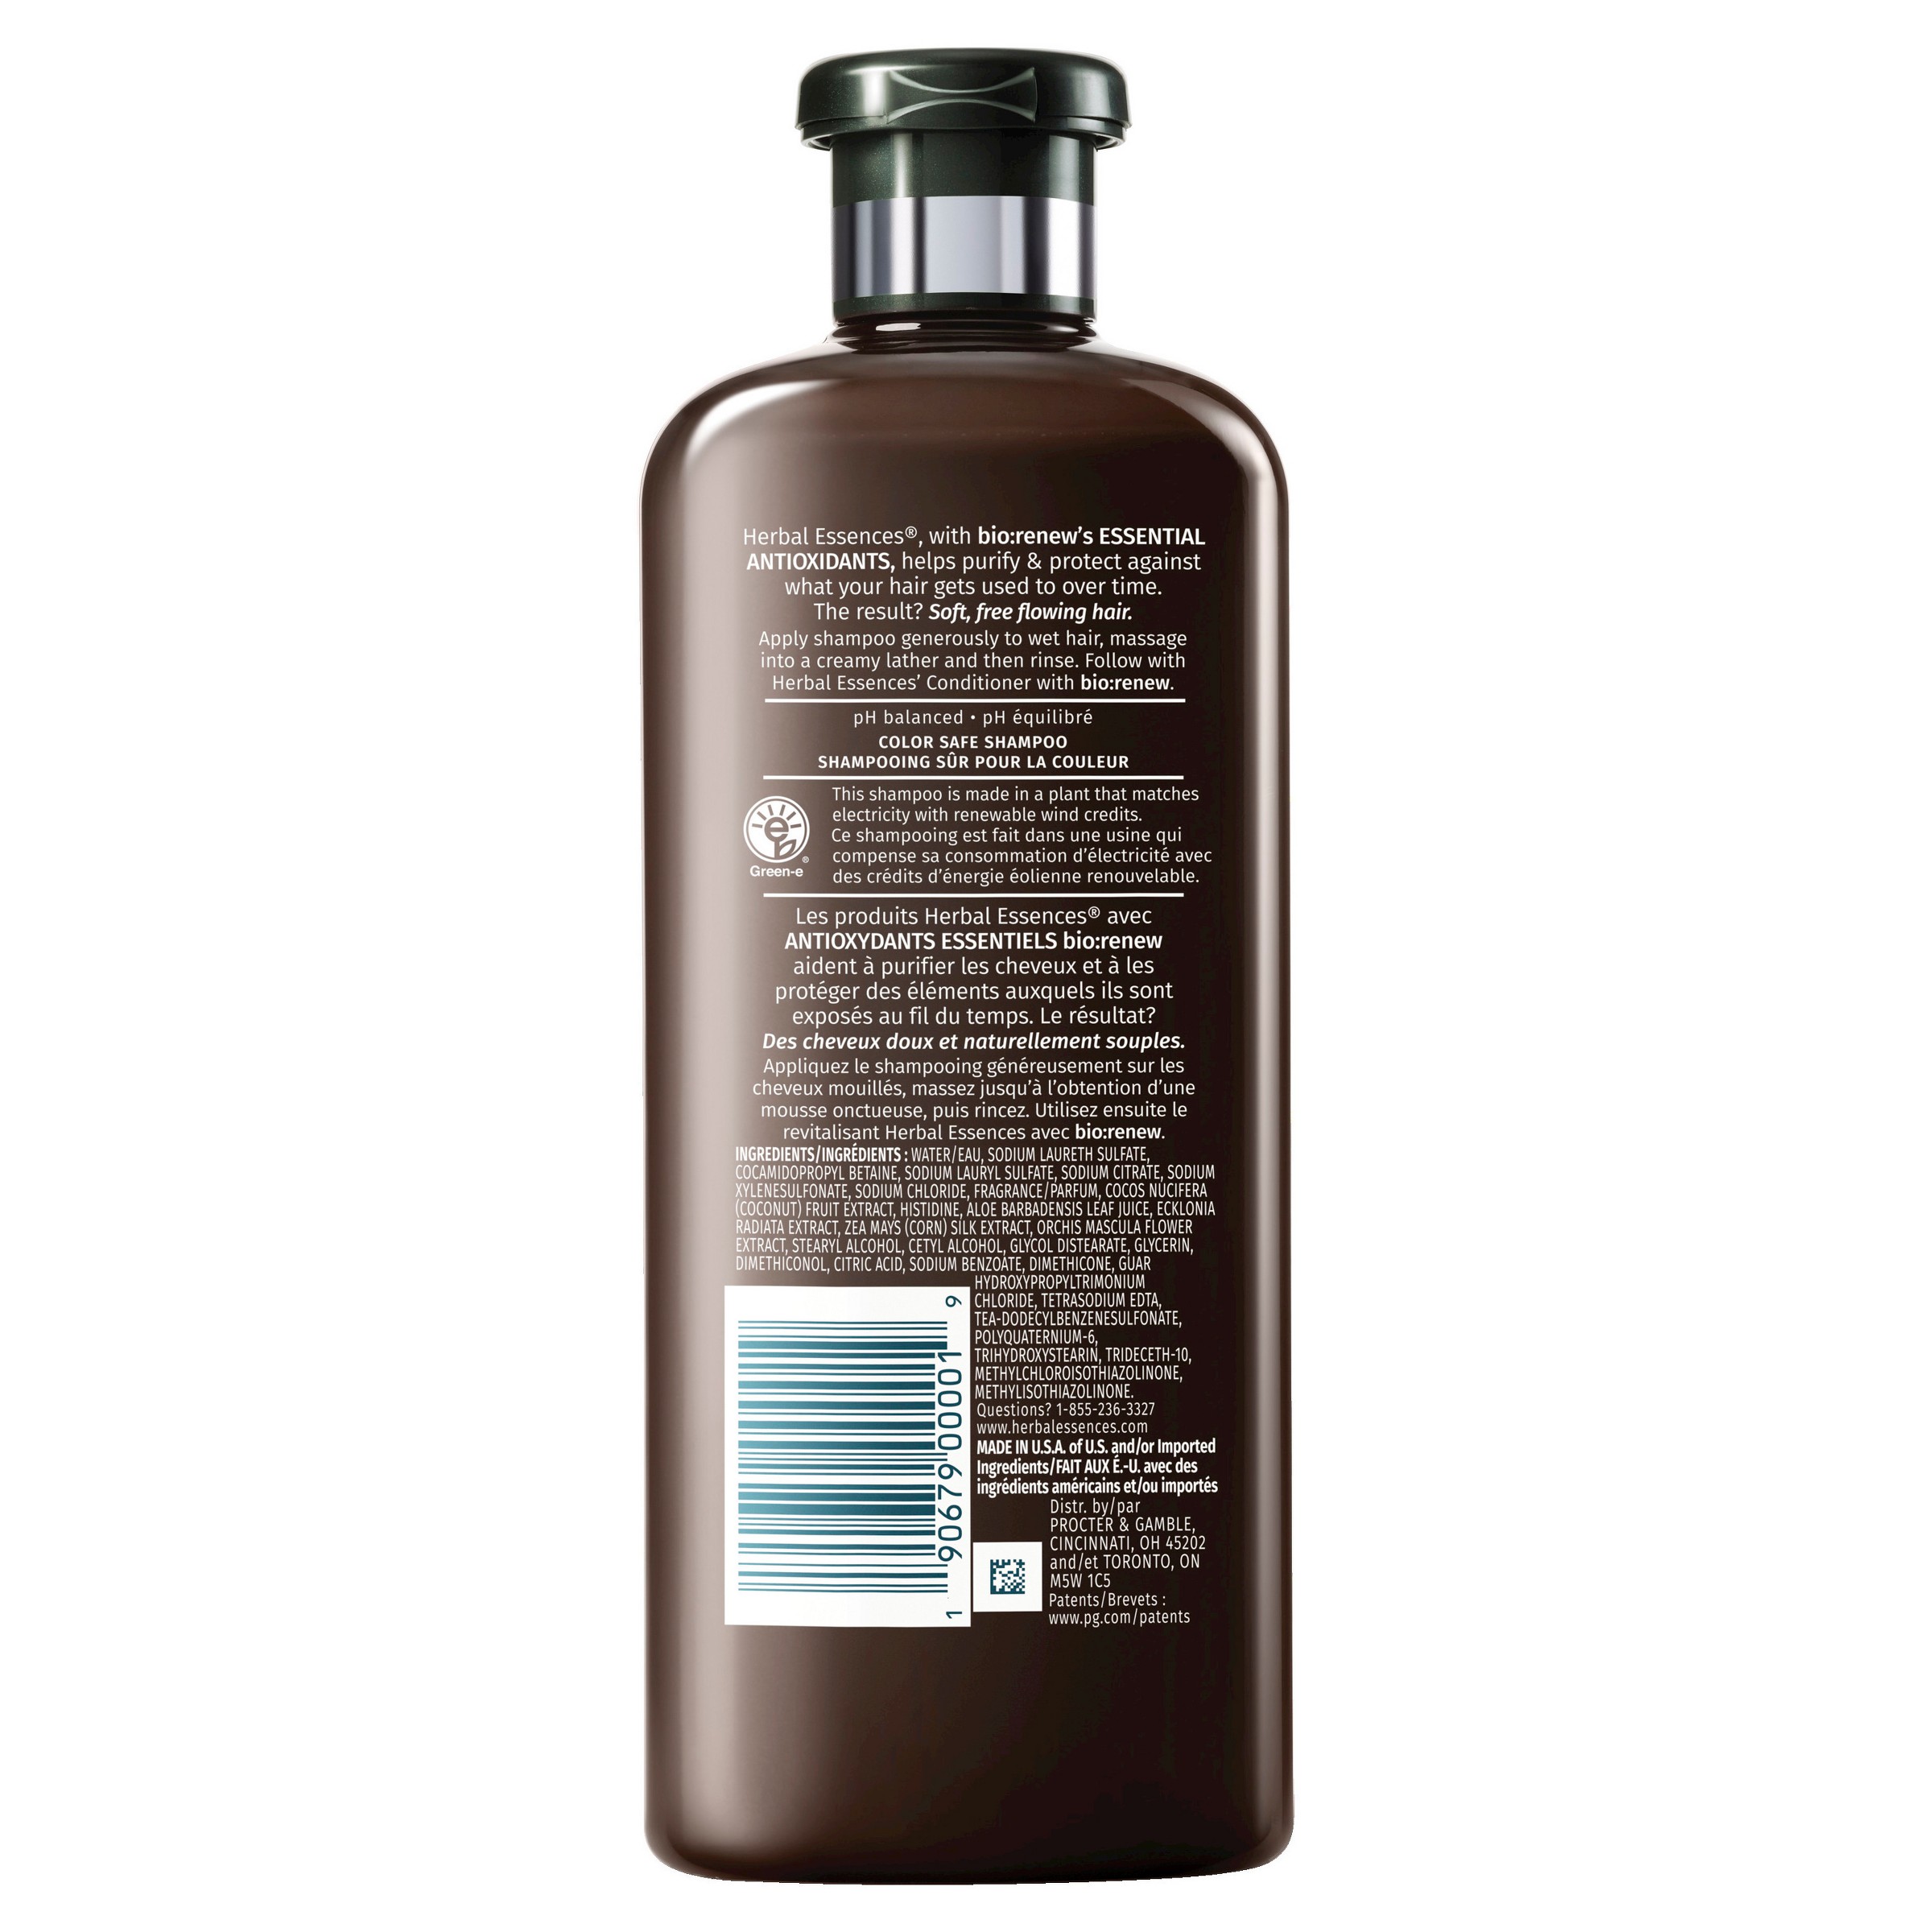 Herbal Essences®, with bio:renew's ESSENTIAL
ANTIOXIDANTS, helps purify & protect against
what your hair gets used to over time.
The result? Soft, free flowing hair.
Apply shampoo generously to wet hair, massage
into a creamy lather and then rinse. Follow with
Herbal Essences' Conditioner with bio:renew.
pH balanced • pH équilibré
COLOR SAFE SHAMPOO
SHAMPOOING SÛR POUR LA COULEUR
This shampoo is made in a plant that matches
electricity with renewable wind credits.
Ce shampooing est fait dans une usine qui
compense sa consommation d'électricité avec
des crédits d'énergie éolienne renouvelable.
e
®
Green-e
Les produits Herbal Essences® avec
ANTIOXYDANTS ESSENTIELS bio:renew
aident à purifier les cheveux et à les
protéger des éléments auxquels ils sont
exposés au fil du temps. Le résultat?
Des cheveux doux et naturellement souples.
Appliquez le shampooing généreusement sur les
cheveux mouillés, massez jusqu'à l'obtention d'une
mousse onctueuse, puis rincez. Utilisez ensuite le
revitalisant Herbal Essences avec bio:renew.
INGREDIENTS/INGRÉDIENTS : WATER/EAU, SODIUM LAURETH SULFATE,
COCAMIDOPROPYL BETAINE, SODIUM LAURYL SULFATE, SODIUM CITRATE, SODIUM
XYLENESULFONATE, SODIUM CHLORIDE, FRAGRANCE/PARFUM, COCOS NUCIFERA
(COCONUT) FRUIT EXTRACT, HISTIDINE, ALOE BARBADENSIS LEAF JUICE, ECKLONIA
RADIATA EXTRACT, ZEA MAYS (CORN) SILK EXTRACT, ORCHIS MASCULA FLOWER
EXTRACT, STEARYL ALCOHOL, CETYL ALCOHOL, GLYCOL DISTEARATE, GLYCERIN,
DIMETHICONOL, CITRIC ACID, SODIUM BENZOATE, DIMETHICONE, GUAR
HYDROXYPROPYLTRIMONIUM
CHLORIDE, TETRASODIUM EDTA,
TEA-DODECYLBENZENESULFONATE,
POLYQUATERNIUM-6,
TRIHYDROXYSTEARIN, TRIDECETH-10,
METHYLCHLOROISOTHIAZOLINONE,
METHYLISOTHIAZOLINONE.
Questions? 1-855-236-3327
www.herbalessences.com
MADE IN U.S.A. of U.S. and/or Imported
Ingredients/FAIT AUX É.-U. avec des
ingrédients américains et/ou importés
Distr. by/par
PROCTER & GAMBLE,
CINCINNATI, OH 45202
and/et TORONTO, ON
M5W 1C5
Patents/Brevets :
www.pg.com/patents
1 90679 00001 9